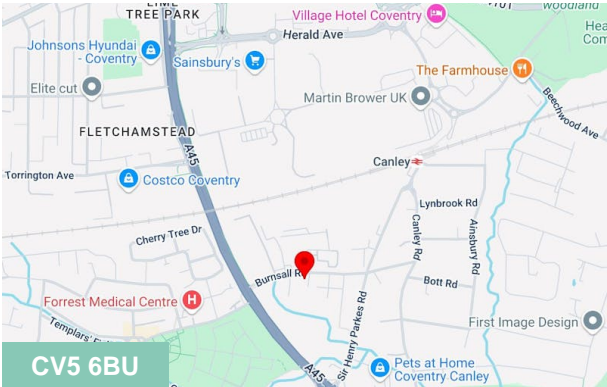 LIME
TREE PARK
Village Hotel Coventry
woodland
Johnsons Hyundai
- Coventry
Herald Ave
Sainsbury's
The Farmhouse
Elite cut
Martin Brower UK
Beechwood Ave
FLETCHAMSTEAD
A45
Canley
Torrington Ave
Costco Coventry
Lynbrook Rd
Cherry Tree Dr
Canley Rd
Ainsbury Rd
Burnsall R
Bott Rd
Forrest Medical Centre
H
Sir Henry Parkes Rd
First Image Design
Templars'
CV5 6BU
A45
Pets at Home
Coventry Canley